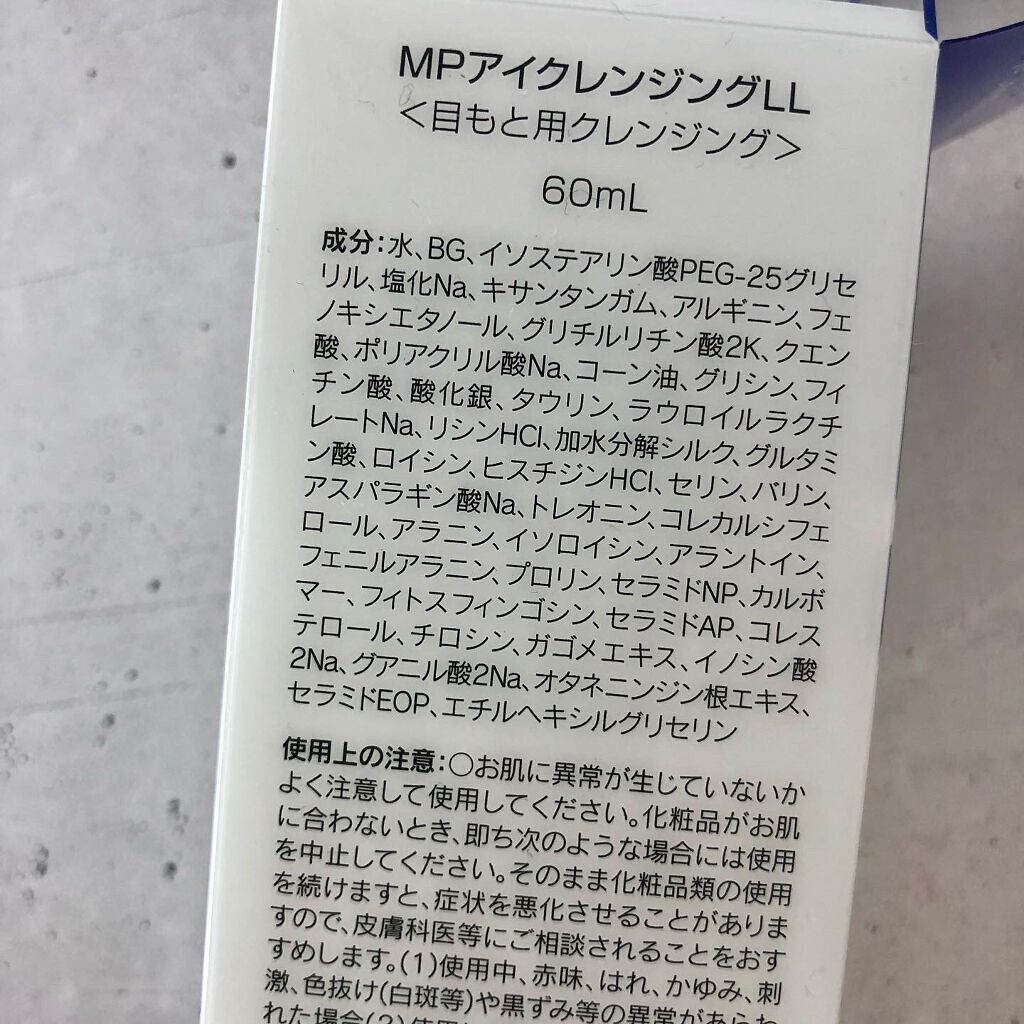 MPアイクレンジングLL
<目もと用クレンジング>
60mL
成分:水、BG、イソステアリン酸PEG-25グリセ
リル、塩化Na、キサンタンガム、アルギニン、フェ
ノキシエタノール、グリチルリチン酸2K、クエン
酸、ポリアクリル酸Na、コーン油、グリシン、フィ
チン酸、酸化銀、タウリン、ラウロイルラクチ
レートNa、リシンHCl、加水分解シルク、グルタミ
ン酸、ロイシン、ヒスチジンHCl、セリン、バリン、
アスパラギン酸Na、トレオニン、コレカルシフェ
ロール、アラニン、イソロイシン、アラントイン、
フェニルアラニン、プロリン、セラミドNP、カルボ
マー、フィトスフィンゴシン、セラミドAP、コレス
テロール、チロシン、ガゴメエキス、イノシン酸
2Na、グアニル酸2Na、オタネニンジン根エキス、
セラミドEOP、エチルヘキシルグリセリン
使用上の注意:○お肌に異常が生じていないか
よく注意して使用してください。化粧品がお肌
に合わないとき、即ち次のような場合には使用
を中止してください。そのまま化粧品類の使用
を続けますと、症状を悪化させることがありま
すので、皮膚科医等にご相談されることをおす
すめします。(1)使用中、赤味、はれ、かゆみ、刺
激、色抜け(白斑等)や黒ずみ等の異常があらわ
れた場合(2)使用